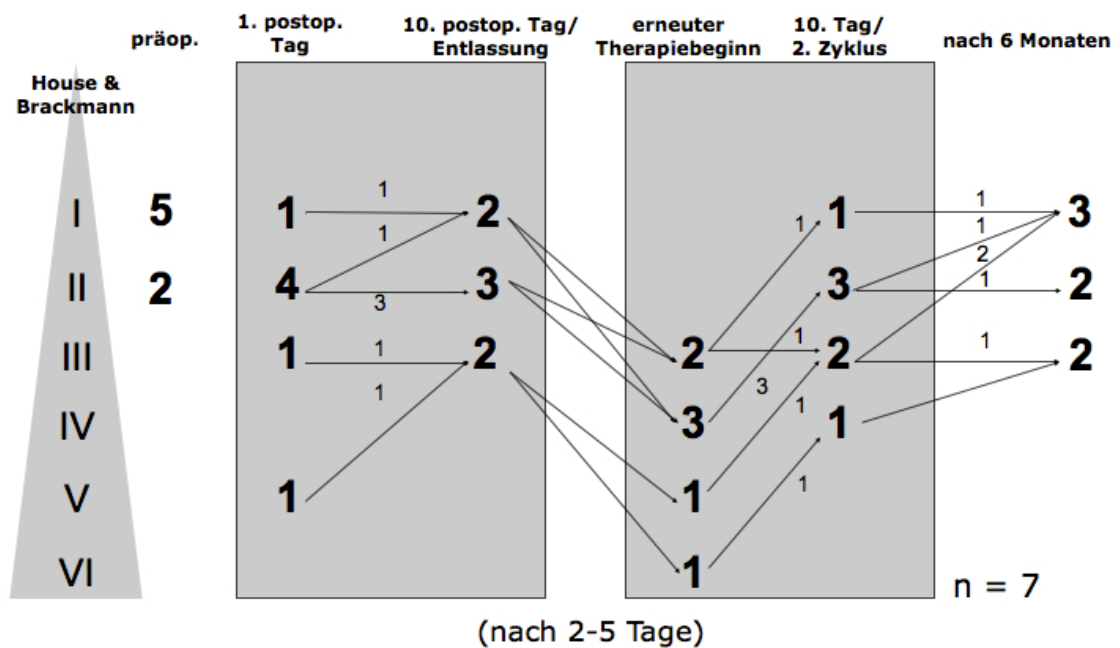 präop.
1. postop.
Tag
10. postop. Tag/
Entlassung
erneuter
Therapiebeginn
10. Tag/
2. Zyklus
nach 6 Monaten
House &
Brackmann
I 5 1 1 2 1 1 1 3
1 1
2
II 2 4 3 3 3 1 2
III 1 1 2 2 1 2 1 2
1 3
IV 3 1 1
V 1 1 1
VI 1
n = 7
(nach 2-5 Tage)